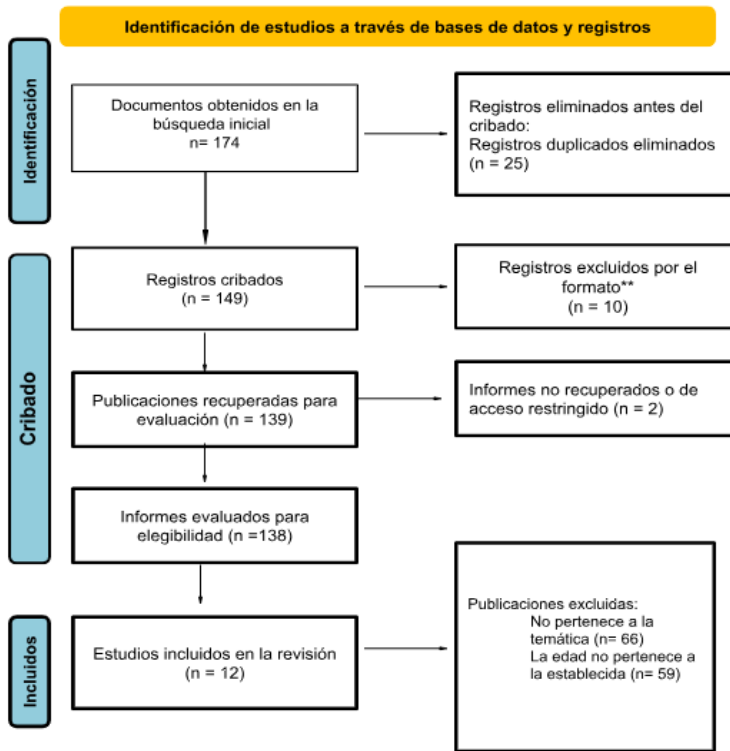 Identificación de estudios a través de bases de datos y registros
Identificación
Documentos obtenidos en la
búsqueda inicial
n= 174
Registros eliminados antes del
cribado:
Registros duplicados eliminados
(n = 25)
Cribado
Registros cribados
(n = 149)
Registros excluidos por el
formato**
(n = 10)
Publicaciones recuperadas para
evaluación (n = 139)
Informes no recuperados o de
acceso restringido (n = 2)
Informes evaluados para
elegibilidad (n =138)
Incluidos
Estudios incluidos en la revisión
(n = 12)
Publicaciones excluidas:
No pertenece a la
temática (n= 66)
La edad no pertenece a
la establecida (n= 59)